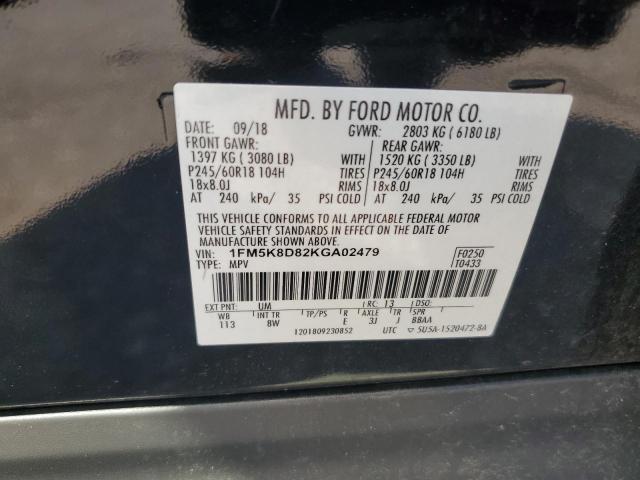 MFD. BY FORD MOTOR CO.
DATE: 09/18 GVWR: 2803 KG ( 6180 LB)
FRONT GAWR: REAR GAWR:
1397 KG ( 3080 LB) WITH 1520 KG ( 3350 LB) WITH
P245/60R18 104H TIRES P245/60R18 104H TIRES
18x8.0J RIMS 18x8.0J RIMS
AT 240 kPa/ 35 PSI COLD AT 240 kPa/ 35 PSI COLD
THIS VEHICLE CONFORMS TO ALL APPLICABLE FEDERAL MOTOR
VEHICLE SAFETY STANDARDS IN EFFECT ON THE DATE OF
MANUFACTURE SHOWN ABOVE.
VIN: 1FM5K8D82KGA02479 F0250
TYPE: MPV T0433
EXT PNT: UM RC: 13 DSO:
WB INT TR TP/PS R AXLE TR SPR
113 8W E 3J J BBAA
1201809230852 UTC 5U5A-1520472-BA